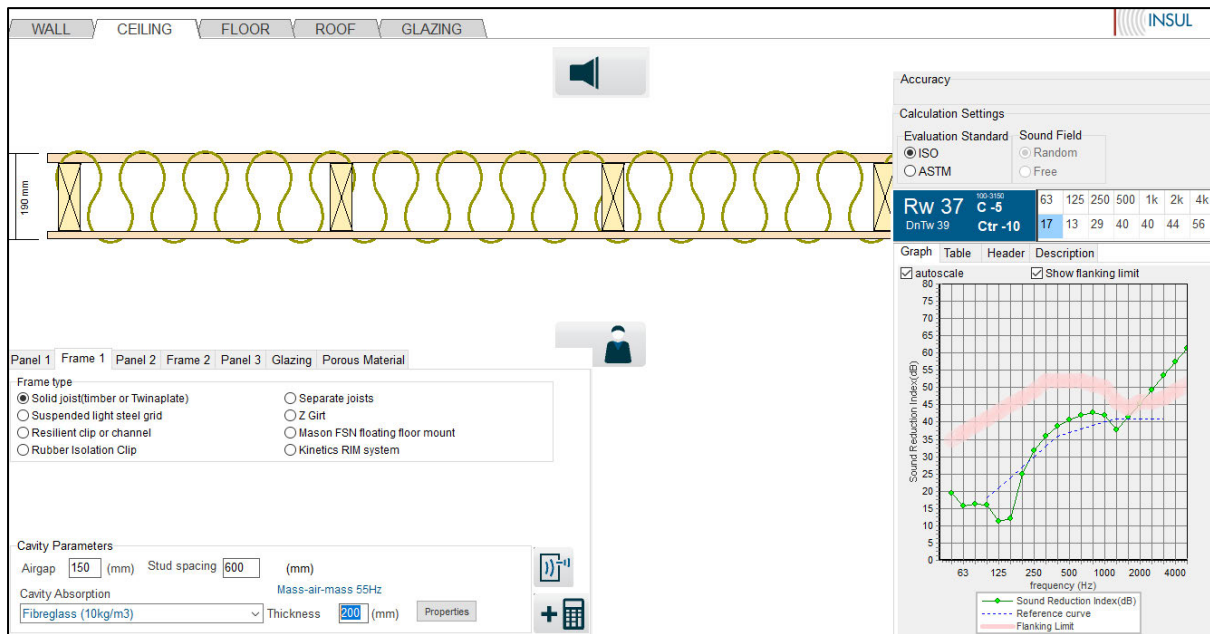 WALL CEILING FLOOR ROOF GLAZING
INSUL
190 mm
Accuracy
Calculation Settings
Evaluation Standard Sound Field
ISO Random
ASTM Free
Rw 37 100-3150 C -5
DnTw 39 Ctr -10
63 125 250 500 1k 2k 4k
17 13 29 40 40 44 56
Graph Table Header Description
autoscale Show flanking limit
80
75
70
65
60
55
50
45
40
35
30
25
20
15
10
5
0
Sound Reduction Index(dB)
63 125 250 500 1000 2000 4000
frequency (Hz)
Sound Reduction Index(dB)
Reference curve
Flanking Limit
Panel 1 Frame 1 Panel 2 Frame 2 Panel 3 Glazing Porous Material
Frame type
Solid joist(timber or Twinaplate) Separate joists
Suspended light steel grid Z Girt
Resilient clip or channel Mason FSN floating floor mount
Rubber Isolation Clip Kinetics RIM system
Cavity Parameters
Airgap 150 (mm) Stud spacing 600 (mm)
Mass-air-mass 55Hz
Cavity Absorption
Fibreglass (10kg/m3) Thickness 200 (mm) Properties